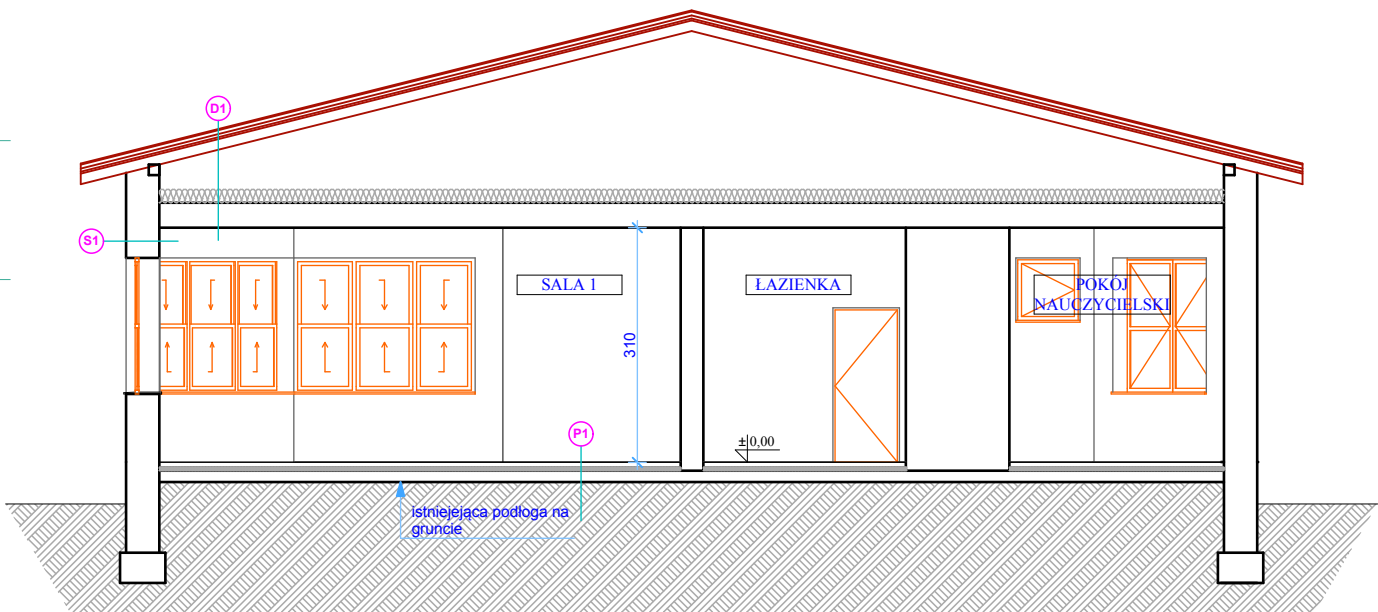 D1
S1
SALA 1
ŁAZIENKA
POKÓJ
NAUCZYCIELSKI
310
P1
±0,00
istniejejąca podłoga na
gruncie